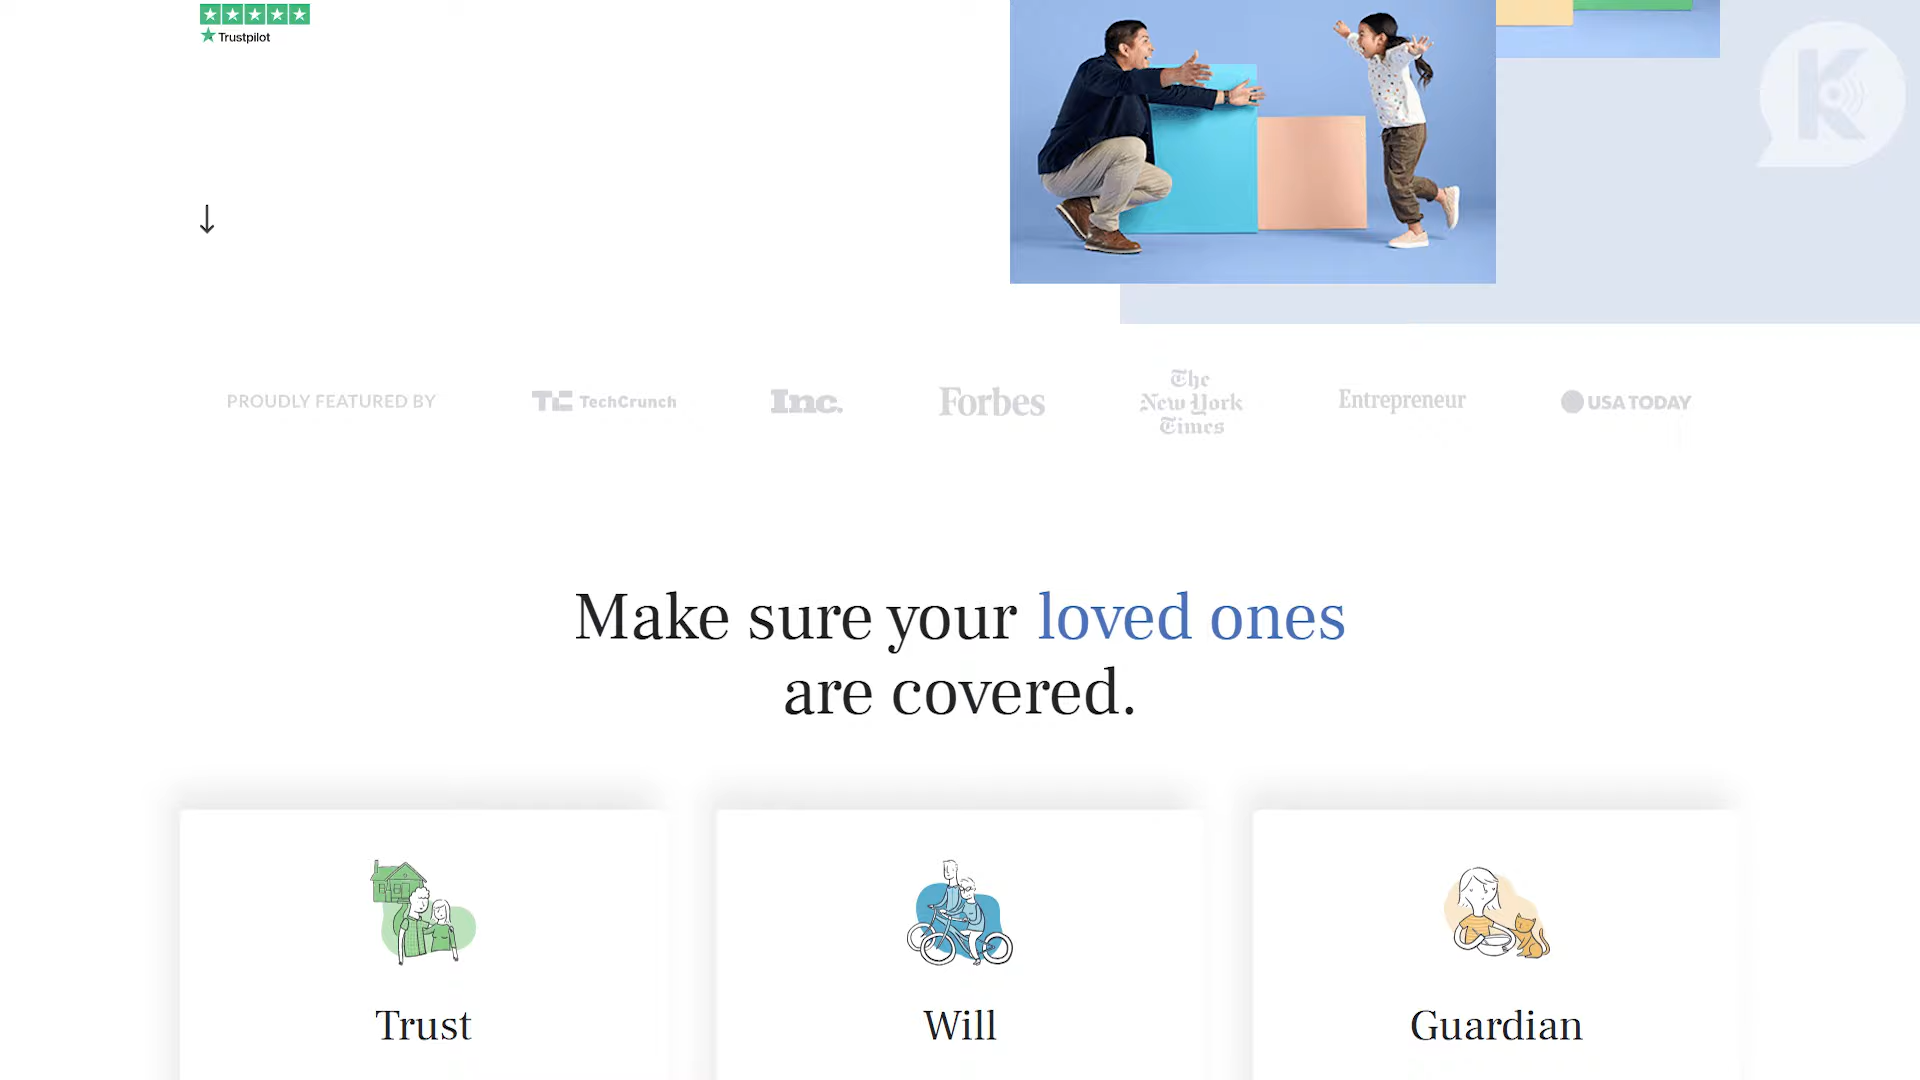 Trustpilot
K
PROUDLY FEATURED BY
TC TechCrunch
Inc.
Forbes
The
New York
Times
Entrepreneur
USA TODAY
Make sure your loved ones
are covered.
Trust
Will
Guardian